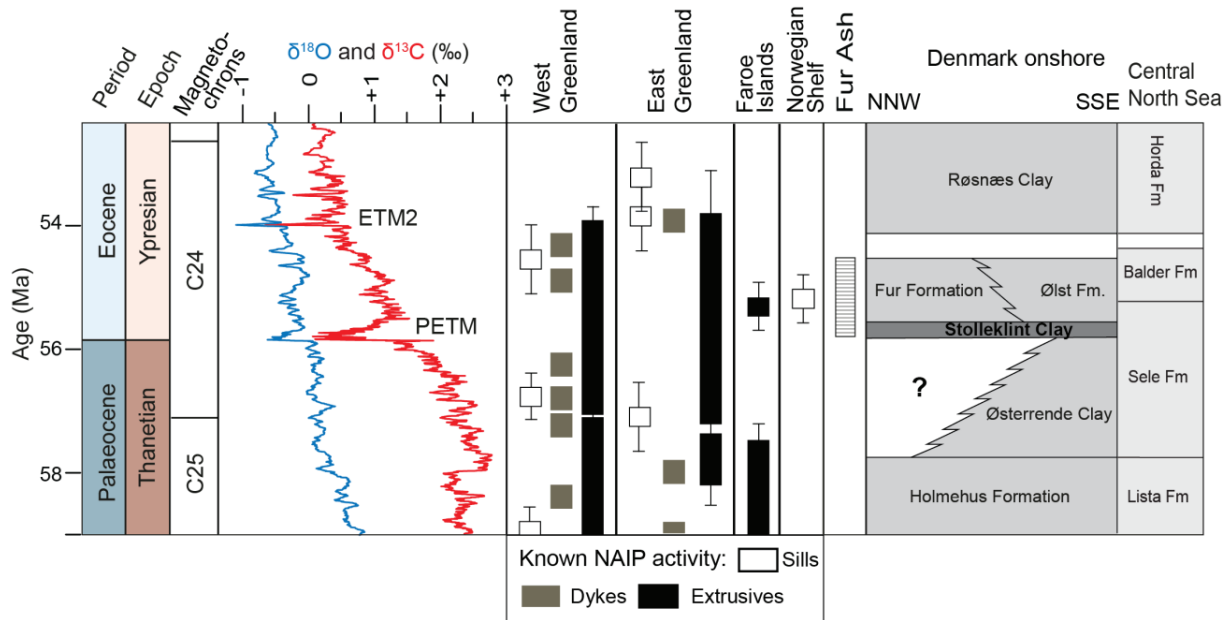 Period
Epoch
Magneto-
chrons
δ18O and δ13C (‰)
-1
0
+1
+2
+3
West
Greenland
East
Greenland
Faroe
Islands
Norwegian
Shelf
Fur Ash
Denmark onshore
NNW
SSE
Central
North Sea
Age (Ma)
54
56
58
Eocene
Palaeocene
Ypresian
Thanetian
C24
C25
ETM2
PETM
Røsnæs Clay
Horda Fm
Fur Formation
Ølst Fm.
Balder Fm
Stolleklint Clay
?
Østerrende Clay
Sele Fm
Holmehus Formation
Lista Fm
Known NAIP activity:
Sills
Dykes
Extrusives